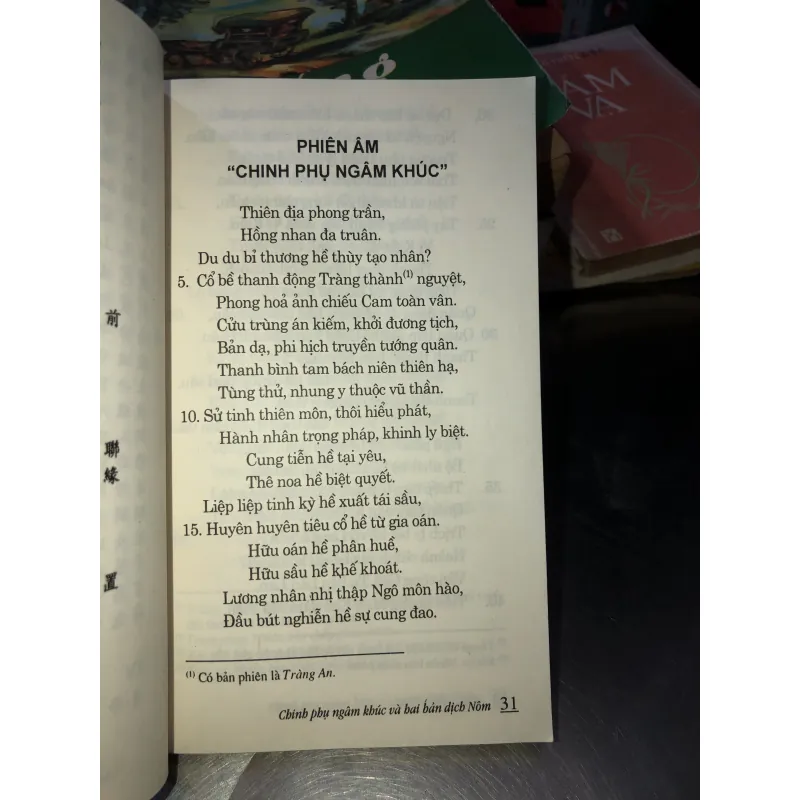 前
聯
緣
置
ơ
PHIÊN ÂM
“CHINH PHỤ NGÂM KHÚC”
Thiên địa phong trần,
Hồng nhan đa truân.
Du du bỉ thương hề thùy tạo nhân?
5. Cổ bề thanh động Tràng thành(1) nguyệt,
Phong hoả ảnh chiếu Cam toàn vân.
Cửu trùng án kiếm, khởi đương tịch,
Bản dạ, phi hịch truyền tướng quân.
Thanh bình tam bách niên thiên hạ,
Tùng thử, nhung y thuộc vũ thần.
10. Sử tinh thiên môn, thôi hiểu phát,
Hành nhân trọng pháp, khinh ly biệt.
Cung tiễn hề tại yêu,
Thê noa hề biệt quyết.
Liệp liệp tinh kỳ hề xuất tái sầu,
15. Huyên huyên tiêu cổ hề từ gia oán.
Hữu oán hề phân huề,
Hữu sầu hề khế khoát.
Lương nhân nhị thập Ngô môn hào,
Đầu bút nghiễn hề sự cung đao.
(1) Có bản phiên là Tràng An.
Chinh phụ ngâm khúc và hai bản dịch Nôm 31